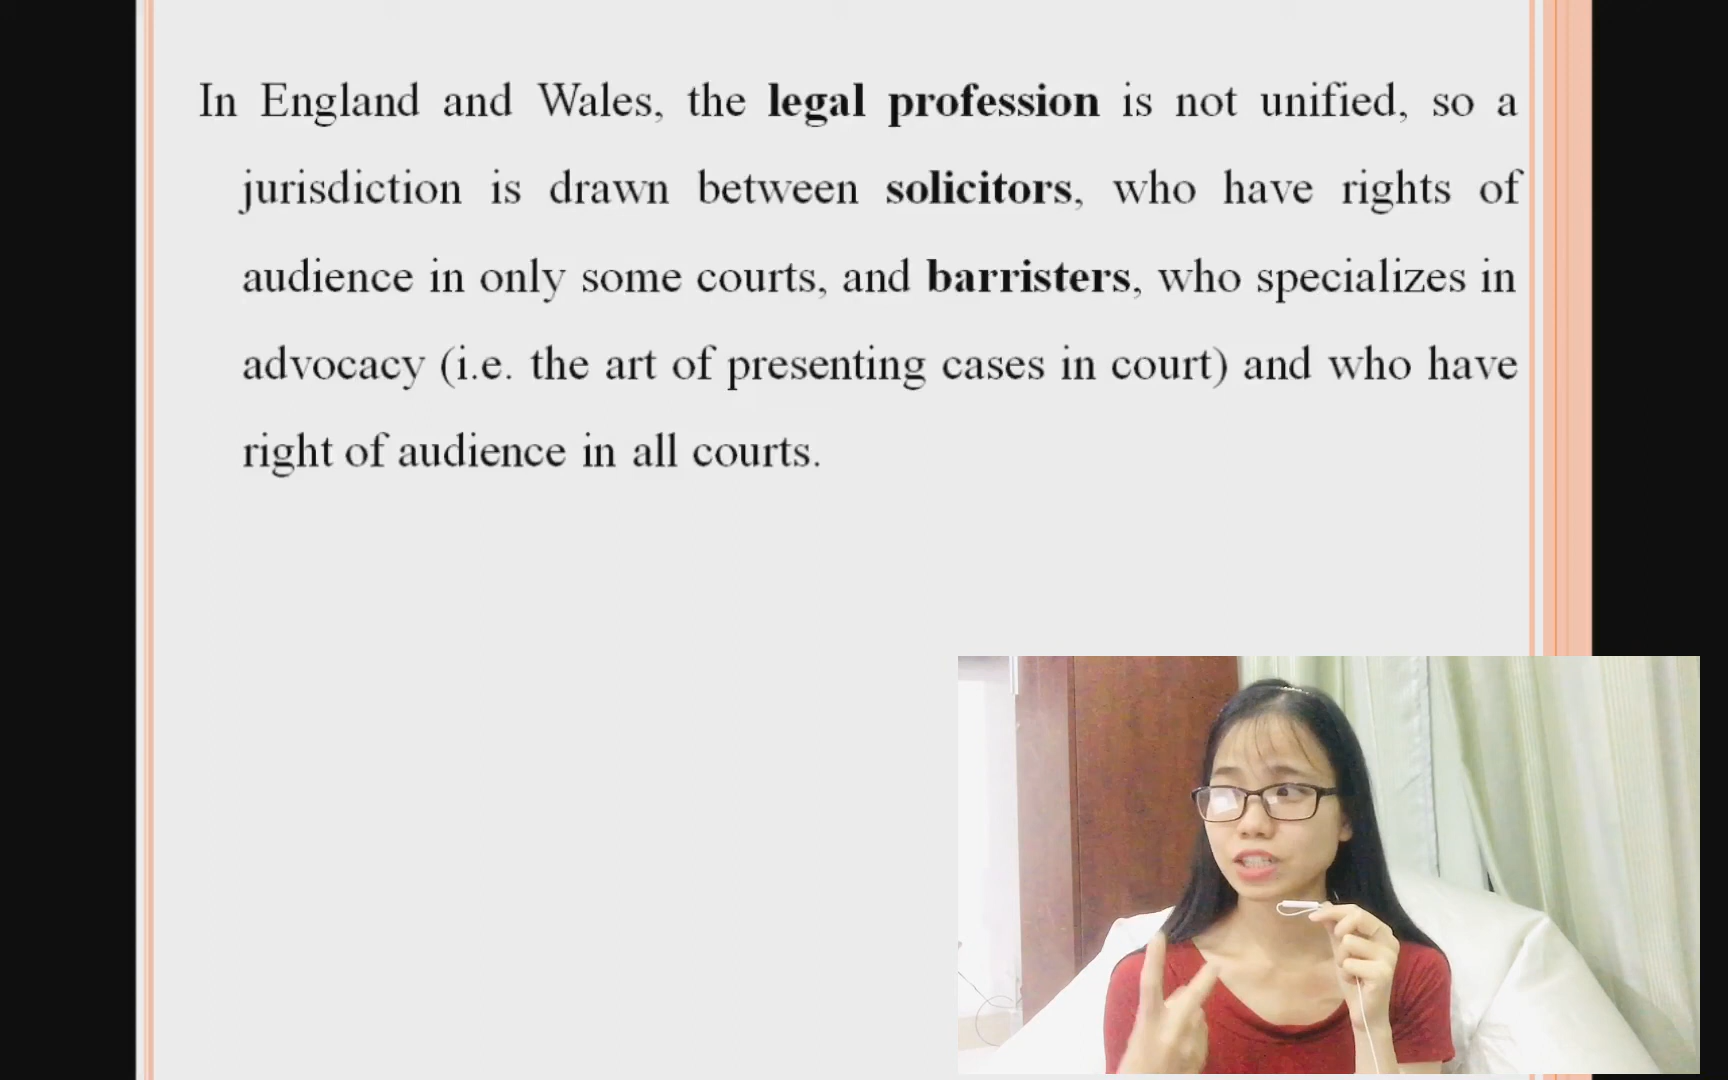 In England and Wales, the legal profession is not unified, so a
jurisdiction is drawn between solicitors, who have rights of
audience in only some courts, and barristers, who specializes in
advocacy (i.e. the art of presenting cases in court) and who have
right of audience in all courts.